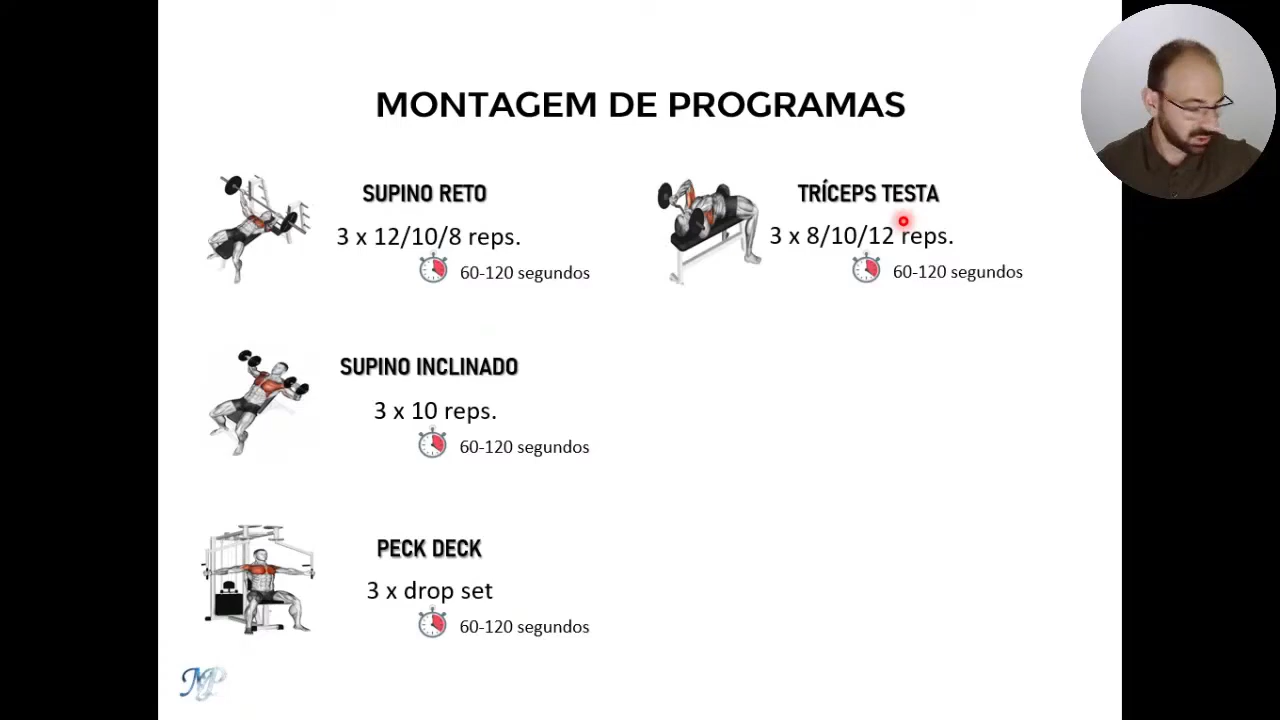 MONTAGEM DE PROGRAMAS
SUPINO RETO
3 x 12/10/8 reps.
60-120 segundos
SUPINO INCLINADO
3 x 10 reps.
60-120 segundos
PECK DECK
3 x drop set
60-120 segundos
TRÍCEPS TESTA
3 x 8/10/12 reps.
60-120 segundos
MP